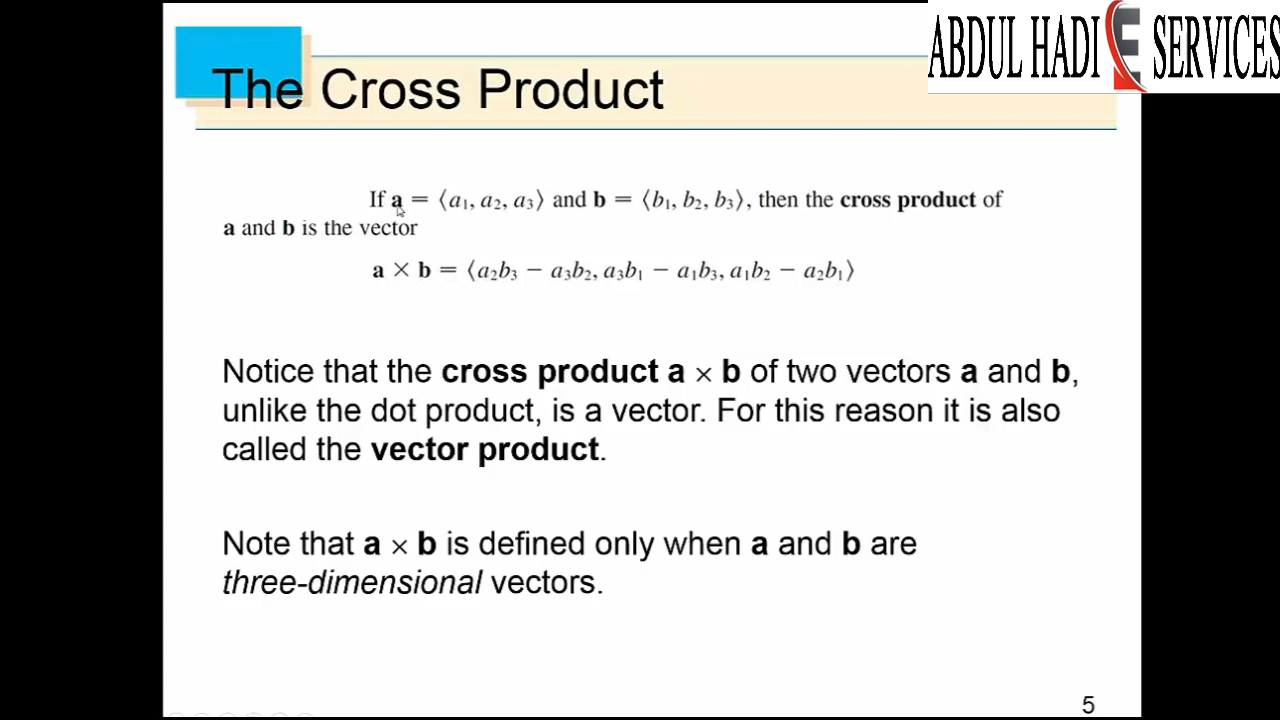 ABDUL HADI E SERVICES
The Cross Product
If a = ⟨a₁, a₂, a₃⟩ and b = ⟨b₁, b₂, b₃⟩, then the cross product of
a and b is the vector
a × b = ⟨a₂b₃ − a₃b₂, a₃b₁ − a₁b₃, a₁b₂ − a₂b₁⟩
Notice that the cross product a × b of two vectors a and b,
unlike the dot product, is a vector. For this reason it is also
called the vector product.
Note that a × b is defined only when a and b are
three-dimensional vectors.
5